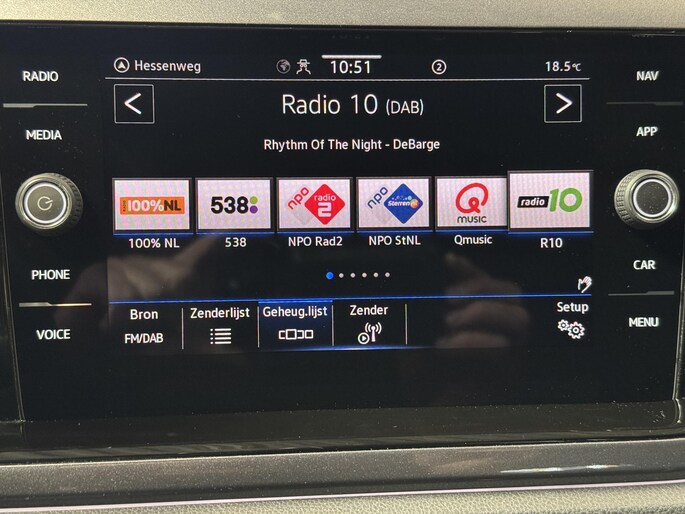 RADIO
MEDIA
PHONE
VOICE
Hessenweg 10:51 2 18.5°C
< Radio 10 (DAB) >
Rhythm Of The Night - DeBarge
100%NL 538 npo radio 2 npo Sterren nl Q MUSIC radio 10
100% NL 538 NPO Rad2 NPO StNL Qmusic R10
Bron Zenderlijst Geheug.lijst Zender Setup
FM/DAB
NAV
APP
CAR
MENU